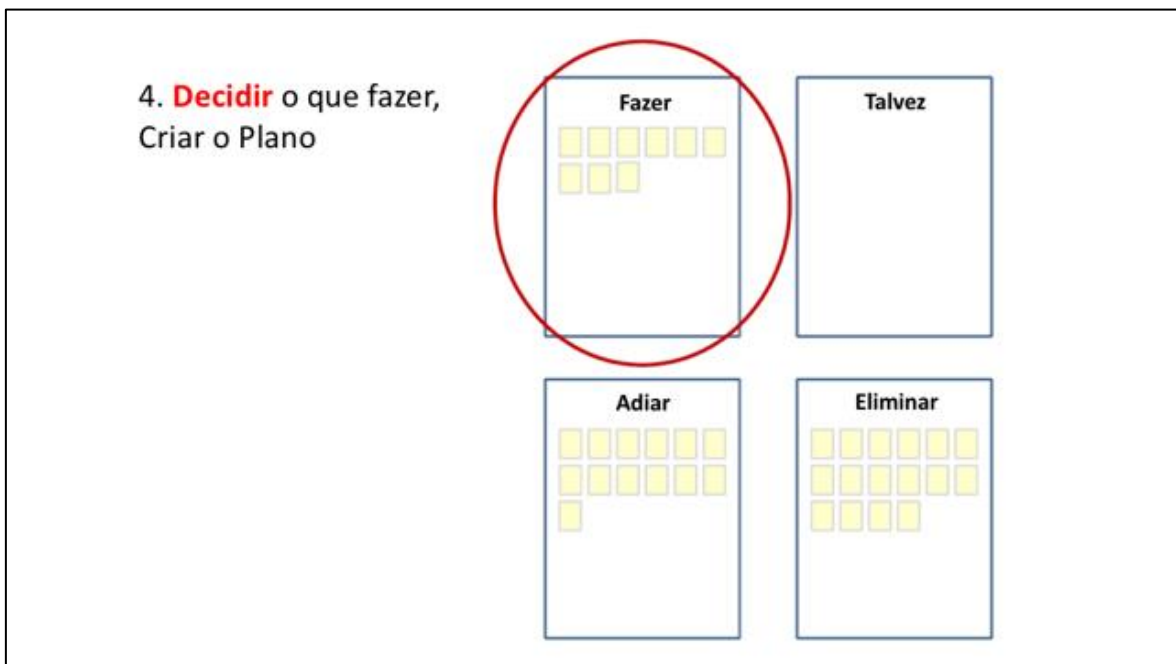 4. Decidir o que fazer,
Criar o Plano
Fazer
Talvez
Adiar
Eliminar